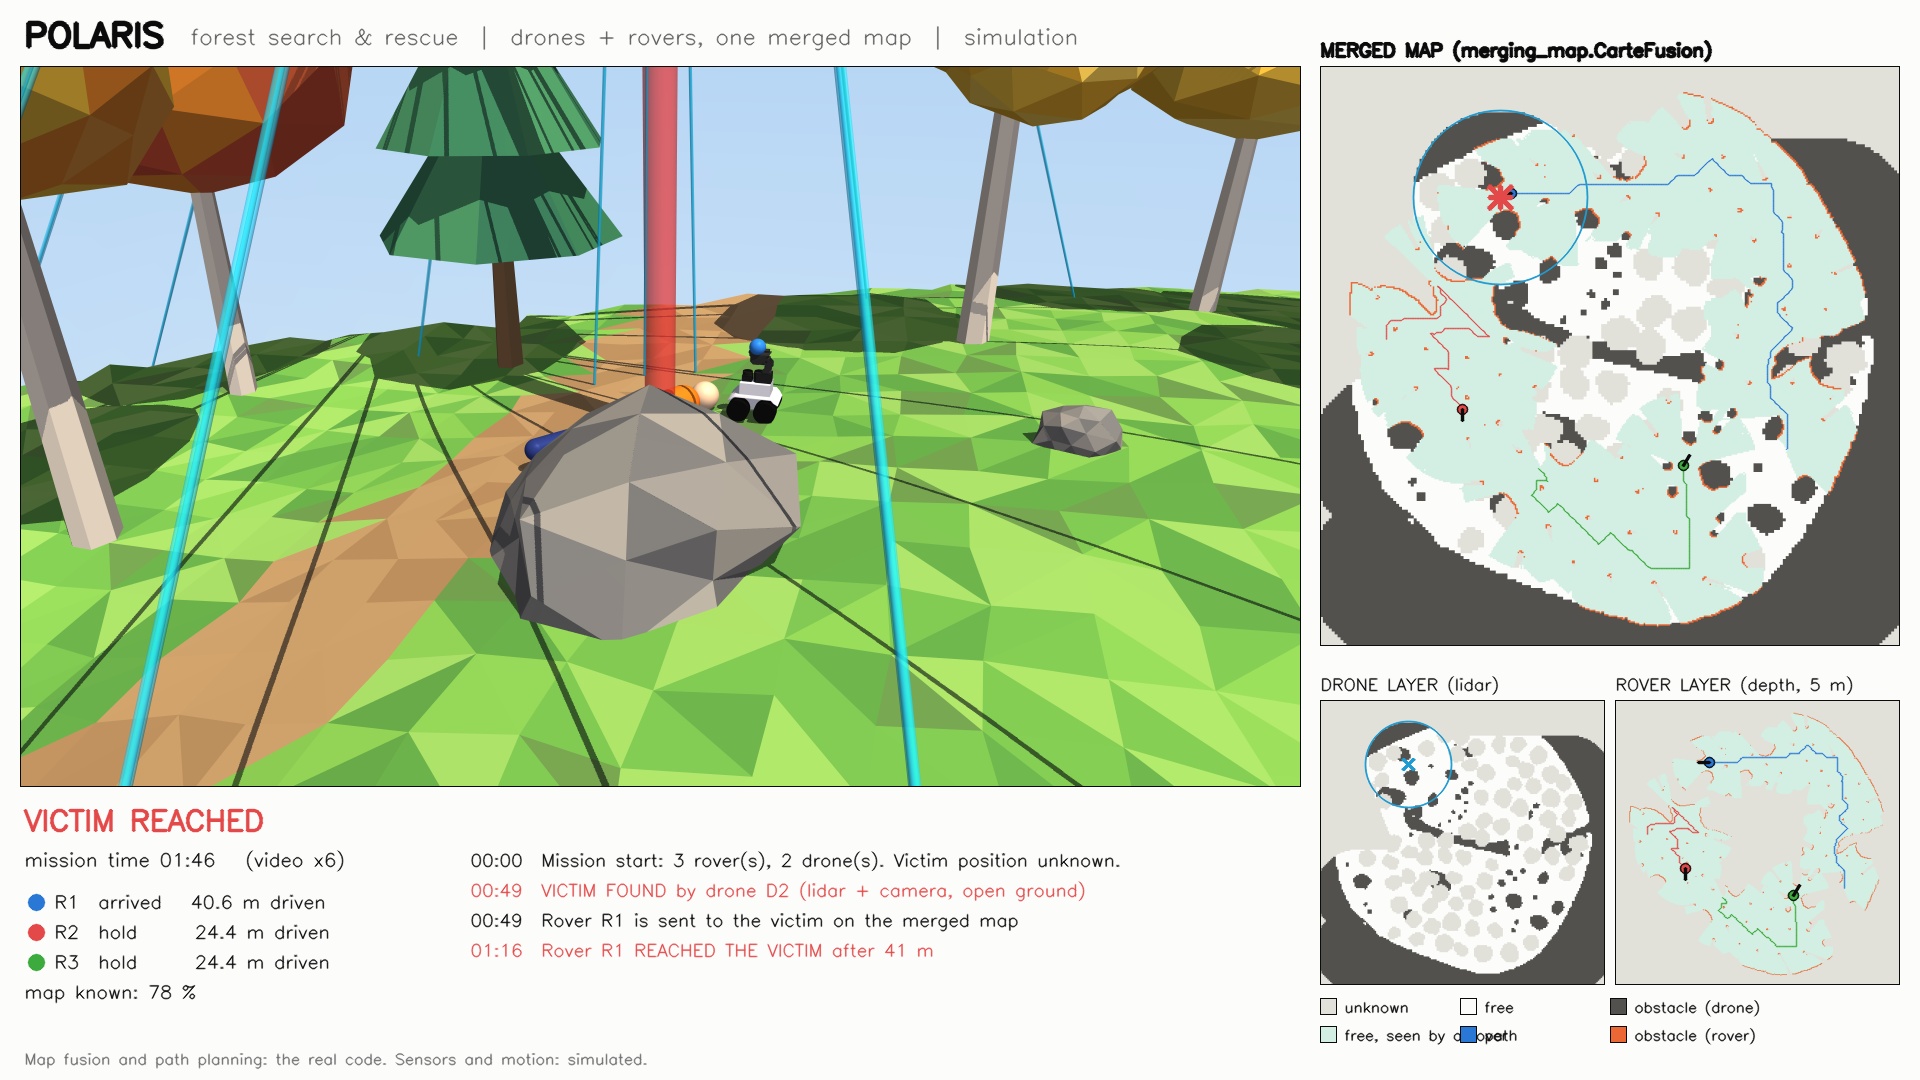 POLARIS forest search & rescue | drones + rovers, one merged map | simulation
MERGED MAP (merging_map.CarteFusion)
DRONE LAYER (lidar)
ROVER LAYER (depth, 5 m)
VICTIM REACHED
mission time 01:46 (video x6)
R1 arrived 40.6 m driven
R2 hold 24.4 m driven
R3 hold 24.4 m driven
map known: 78 %
00:00 Mission start: 3 rover(s), 2 drone(s). Victim position unknown.
00:49 VICTIM FOUND by drone D2 (lidar + camera, open ground)
00:49 Rover R1 is sent to the victim on the merged map
01:16 Rover R1 REACHED THE VICTIM after 41 m
unknown
free
obstacle (drone)
free, seen by
path
obstacle (rover)
Map fusion and path planning: the real code. Sensors and motion: simulated.